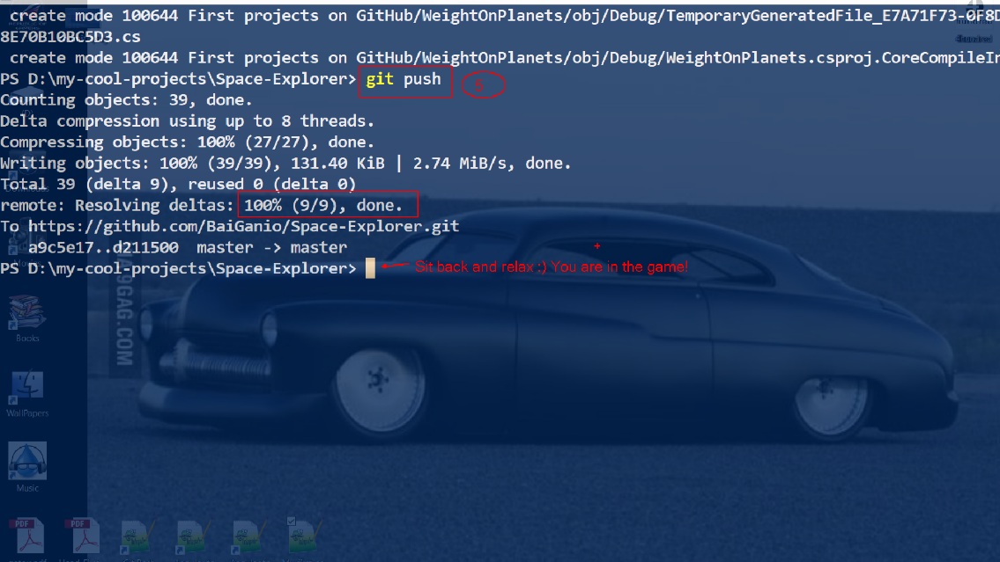 create mode 100644 First projects on GitHub/WeightOnPlanets/obj/Debug/TemporaryGeneratedFile_E7A71F73-0F8D
8E70B10BC5D3.cs
create mode 100644 First projects on GitHub/WeightOnPlanets/obj/Debug/WeightOnPlanets.csproj.CoreCompileIn
PS D:\my-cool-projects\Space-Explorer> git push
Counting objects: 39, done.
Delta compression using up to 8 threads.
Compressing objects: 100% (27/27), done.
Writing objects: 100% (39/39), 131.40 KiB | 2.74 MiB/s, done.
Total 39 (delta 9), reused 0 (delta 0)
remote: Resolving deltas: 100% (9/9), done.
To https://github.com/BaiGanio/Space-Explorer.git
a9c5e17..d211500 master -> master
PS D:\my-cool-projects\Space-Explorer>
Sit back and relax :) You are in the game!
9GAG.COM
Books
WallPapers
Music
PDF
PDF